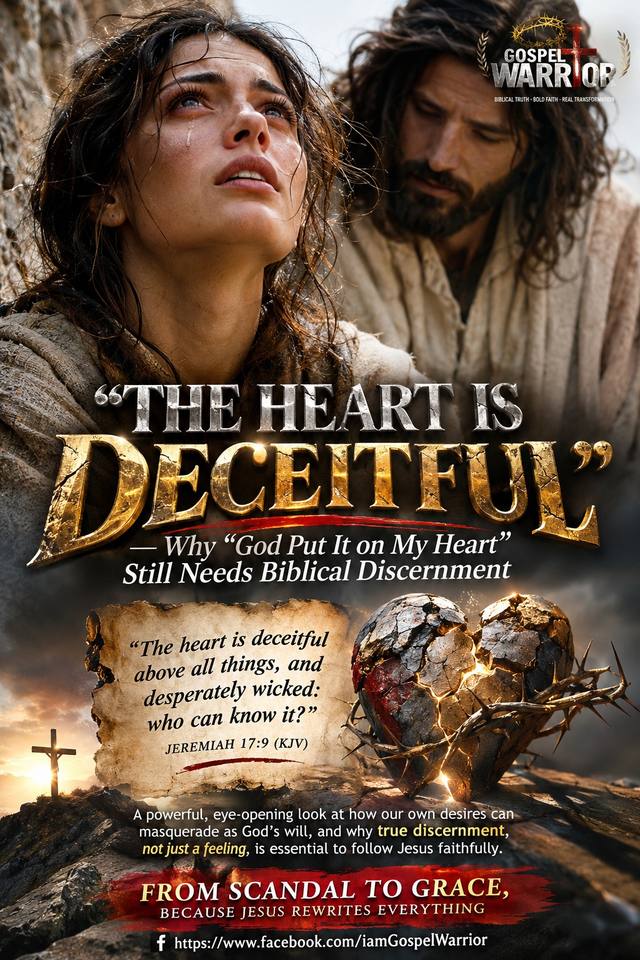 GOSPEL
WARRIOR
BIBLICAL TRUTH • BOLD FAITH • REAL TRANSFORMATION
“THE HEART IS
DECEITFUL”
— Why “God Put It on My Heart”
Still Needs Biblical Discernment
“The heart is deceitful
above all things, and
desperately wicked:
who can know it?”
JEREMIAH 17:9 (KJV)
A powerful, eye-opening look at how our own desires can
masquerade as God’s will, and why true discernment,
not just a feeling, is essential to follow Jesus faithfully.
FROM SCANDAL TO GRACE,
BECAUSE JESUS REWRITES EVERYTHING
f https://www.facebook.com/iamGospelWarrior